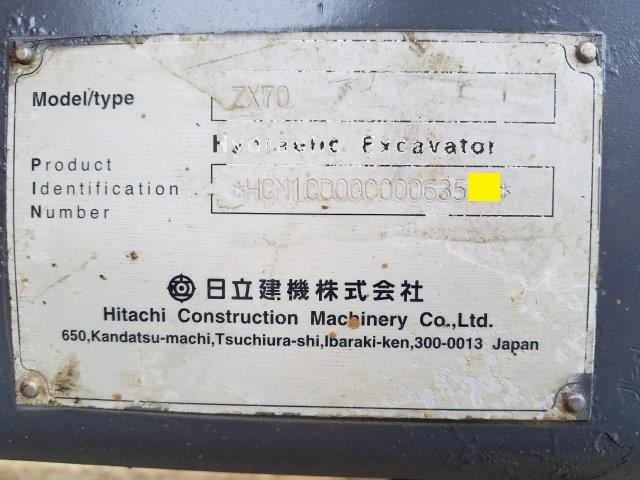 Model/type ZX70
Hydraulic Excavator
Product
Identification
Number
日立建機株式会社
Hitachi Construction Machinery Co.,Ltd.
650,Kandatsu-machi,Tsuchiura-shi,Ibaraki-ken,300-0013 Japan